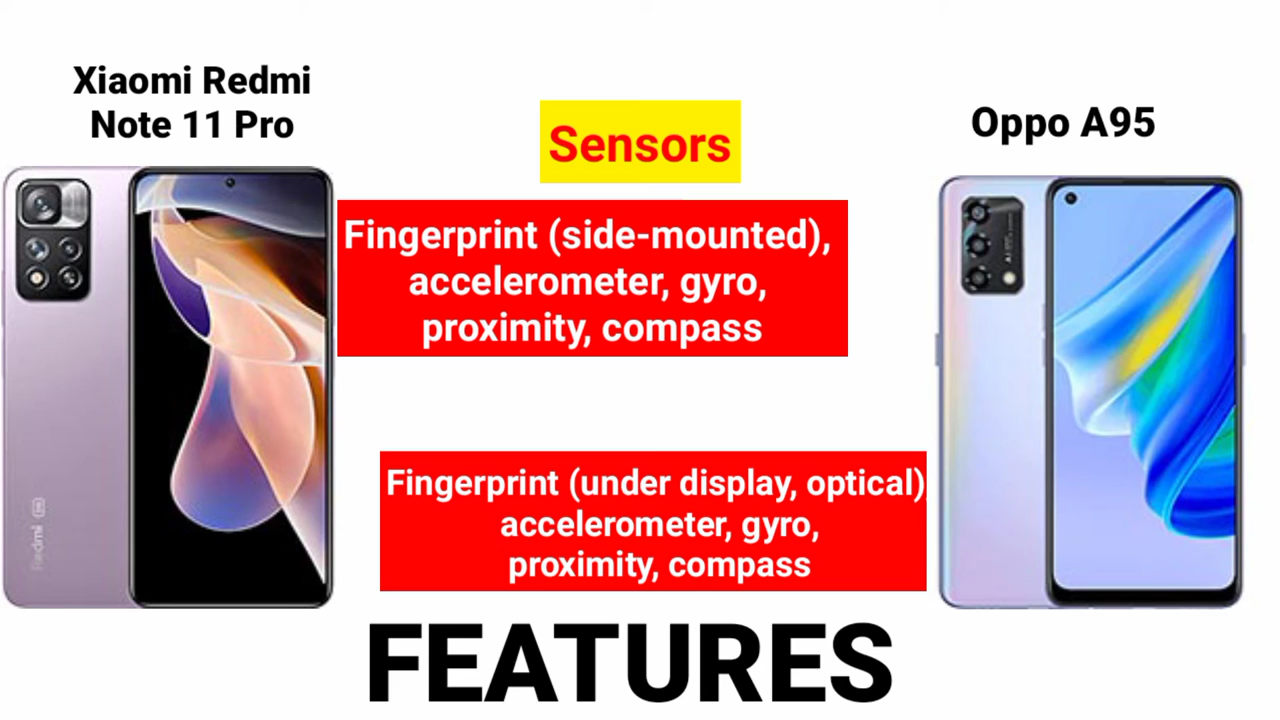 Xiaomi Redmi
Note 11 Pro
Sensors
Oppo A95
Fingerprint (side-mounted),
accelerometer, gyro,
proximity, compass
Fingerprint (under display, optical),
accelerometer, gyro,
proximity, compass
Redmi
FEATURES